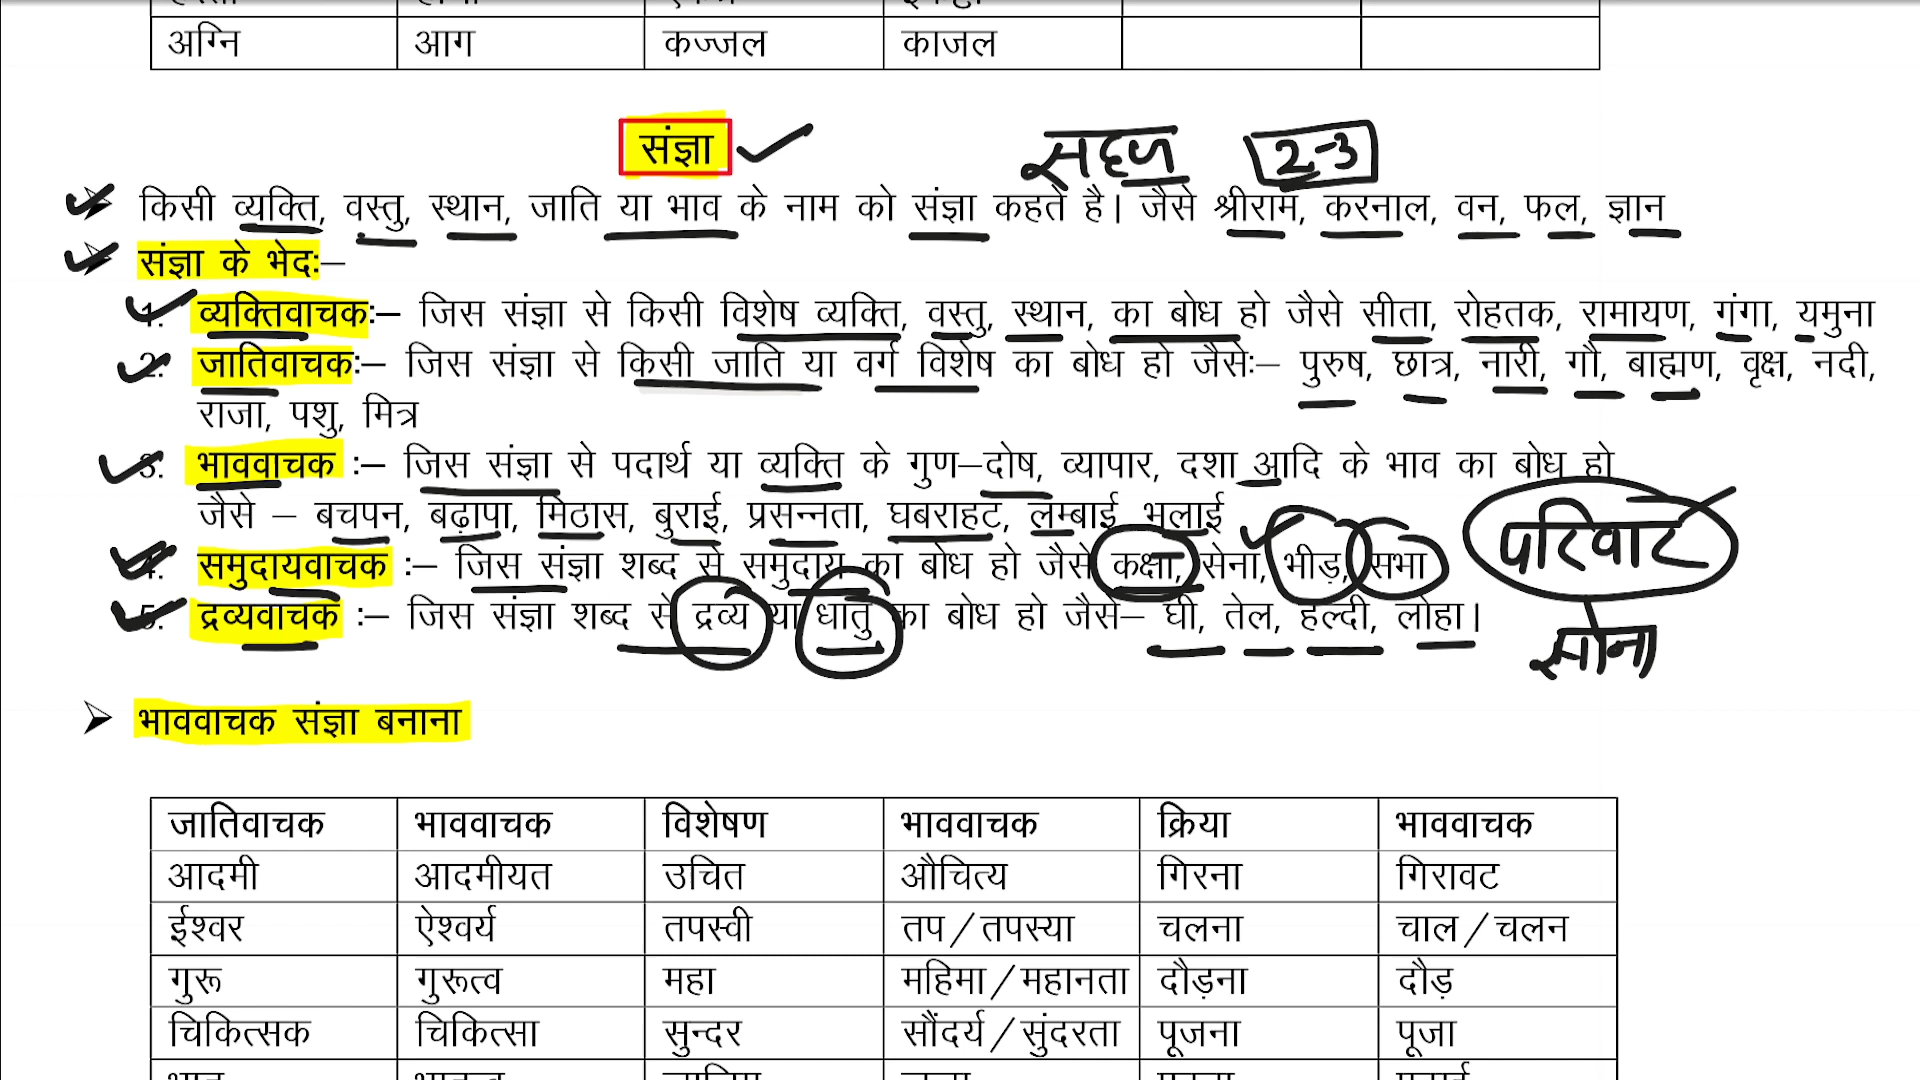 अग्नि आग कज्जल काजल
संज्ञा सहज 2-3
किसी व्यक्ति, वस्तु, स्थान, जाति या भाव के नाम को संज्ञा कहते है। जैसे श्रीराम, करनाल, वन, फल, ज्ञान
संज्ञा के भेदः–
1. व्यक्तिवाचकः– जिस संज्ञा से किसी विशेष व्यक्ति, वस्तु, स्थान, का बोध हो जैसे सीता, रोहतक, रामायण, गंगा, यमुना
2. जातिवाचकः– जिस संज्ञा से किसी जाति या वर्ग विशेष का बोध हो जैसेः– पुरुष, छात्र, नारी, गौ, बाह्मण, वृक्ष, नदी,
राजा, पशु, मित्र
3. भाववाचक :– जिस संज्ञा से पदार्थ या व्यक्ति के गुण–दोष, व्यापार, दशा आदि के भाव का बोध हो
जैसे – बचपन, बढ़ापा, मिठास, बुराई, प्रसन्नता, घबराहट, लम्बाई, भलाई
परिवार
4. समुदायवाचक :– जिस संज्ञा शब्द से समुदाय का बोध हो जैसे कक्षा, सेना, भीड़, सभा
5. द्रव्यवाचक :– जिस संज्ञा शब्द से द्रव्य या धातु का बोध हो जैसे– घी, तेल, हल्दी, लोहा।
सोना
भाववाचक संज्ञा बनाना
जातिवाचक भाववाचक विशेषण भाववाचक क्रिया भाववाचक
आदमी आदमीयत उचित औचित्य गिरना गिरावट
ईश्वर ऐश्वर्य तपस्वी तप/तपस्या चलना चाल/चलन
गुरू गुरूत्व महा महिमा/महानता दौड़ना दौड़
चिकित्सक चिकित्सा सुन्दर सौंदर्य/सुंदरता पूजना पूजा